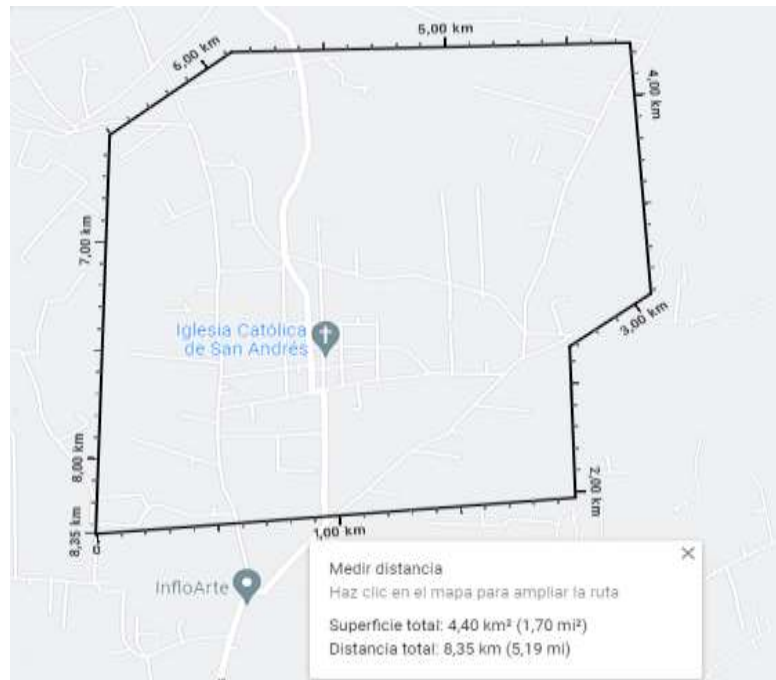 5,00 km
6,00 km
4,00 km
7,00 km
3,00 km
Iglesia Católica
de San Andrés
8,00 km
2,00 km
8,35 km
0
1,00 km
InfloArte
Medir distancia
Haz clic en el mapa para ampliar la ruta
Superficie total: 4,40 km² (1,70 mi²)
Distancia total: 8,35 km (5,19 mi)